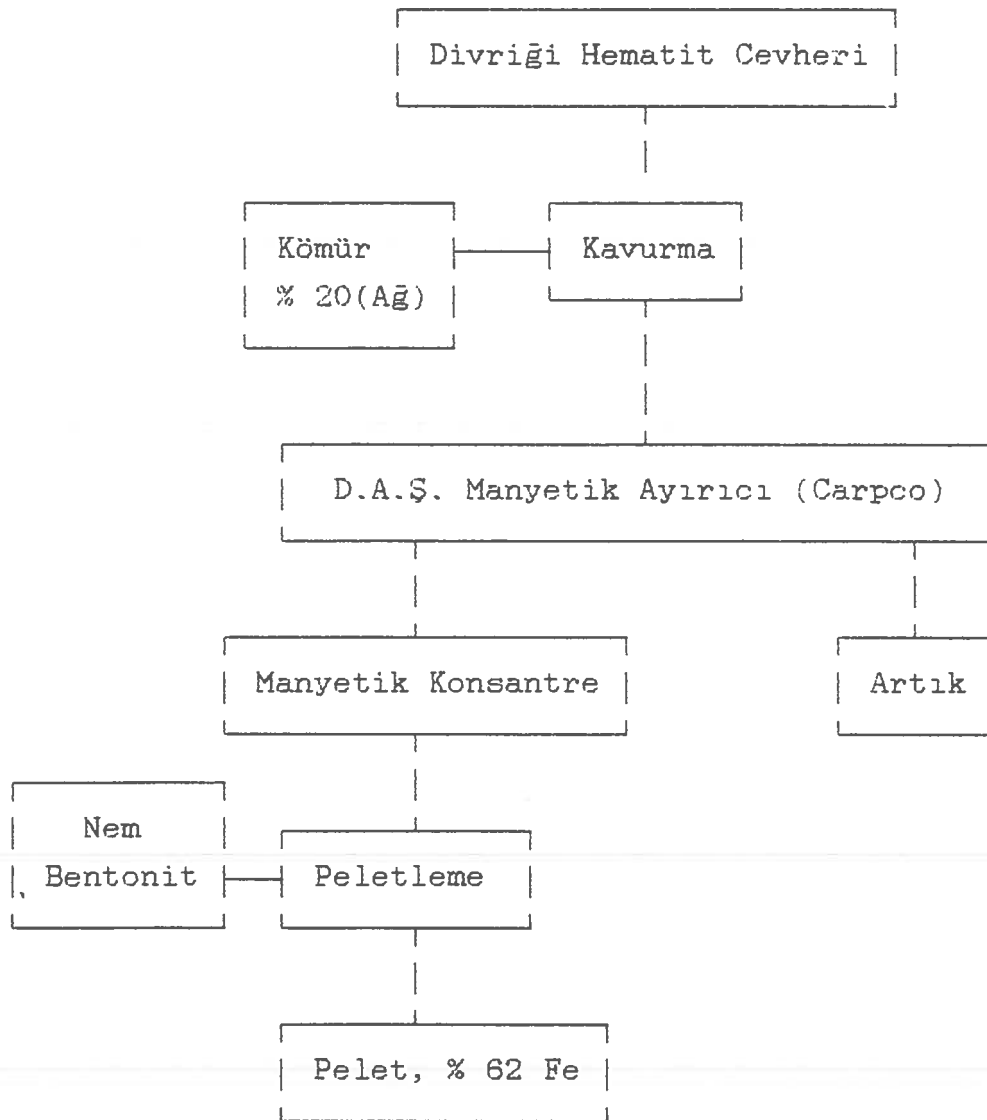 Divriği Hematit Cevheri
Kömür
% 20(Ağ)
Kavurma
D.A.Ş. Manyetik Ayırıcı (Carpco)
Manyetik Konsantre
Artık
Nem
Bentonit
Peletleme
Pelet, % 62 Fe